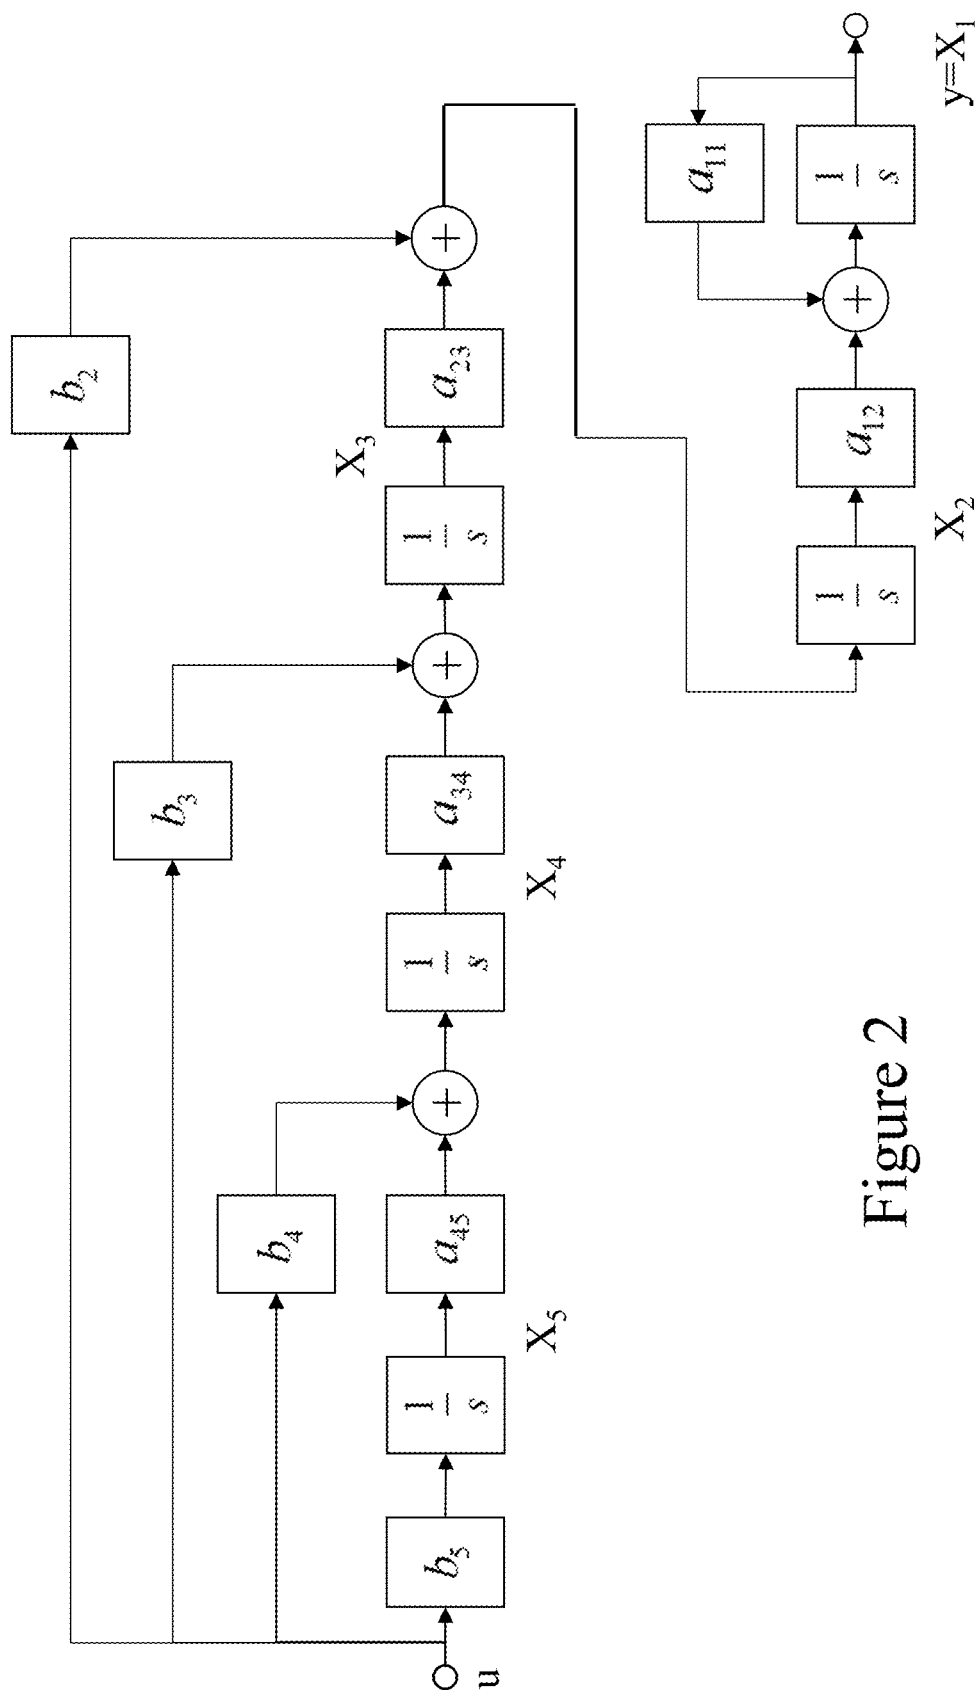 b₂
b₃
b₄
u
b₅
1
s
X₅
a₄₅
+
1
s
X₄
a₃₄
+
1
s
X₃
a₂₃
+
1
s
X₂
a₁₂
+
1
s
a₁₁
y=X₁
Figure 2